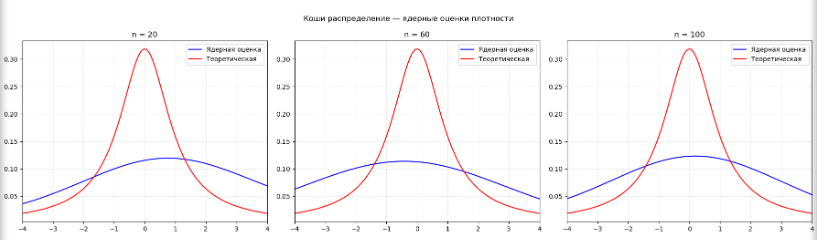 Коши распределение — ядерные оценки плотности
n = 20
Ядерная оценка
Теоретическая
0.30
0.25
0.20
0.15
0.10
0.05
−4 −3 −2 −1 0 1 2 3 4
n = 60
Ядерная оценка
Теоретическая
0.30
0.25
0.20
0.15
0.10
0.05
−4 −3 −2 −1 0 1 2 3 4
n = 100
Ядерная оценка
Теоретическая
0.30
0.25
0.20
0.15
0.10
0.05
−4 −3 −2 −1 0 1 2 3 4